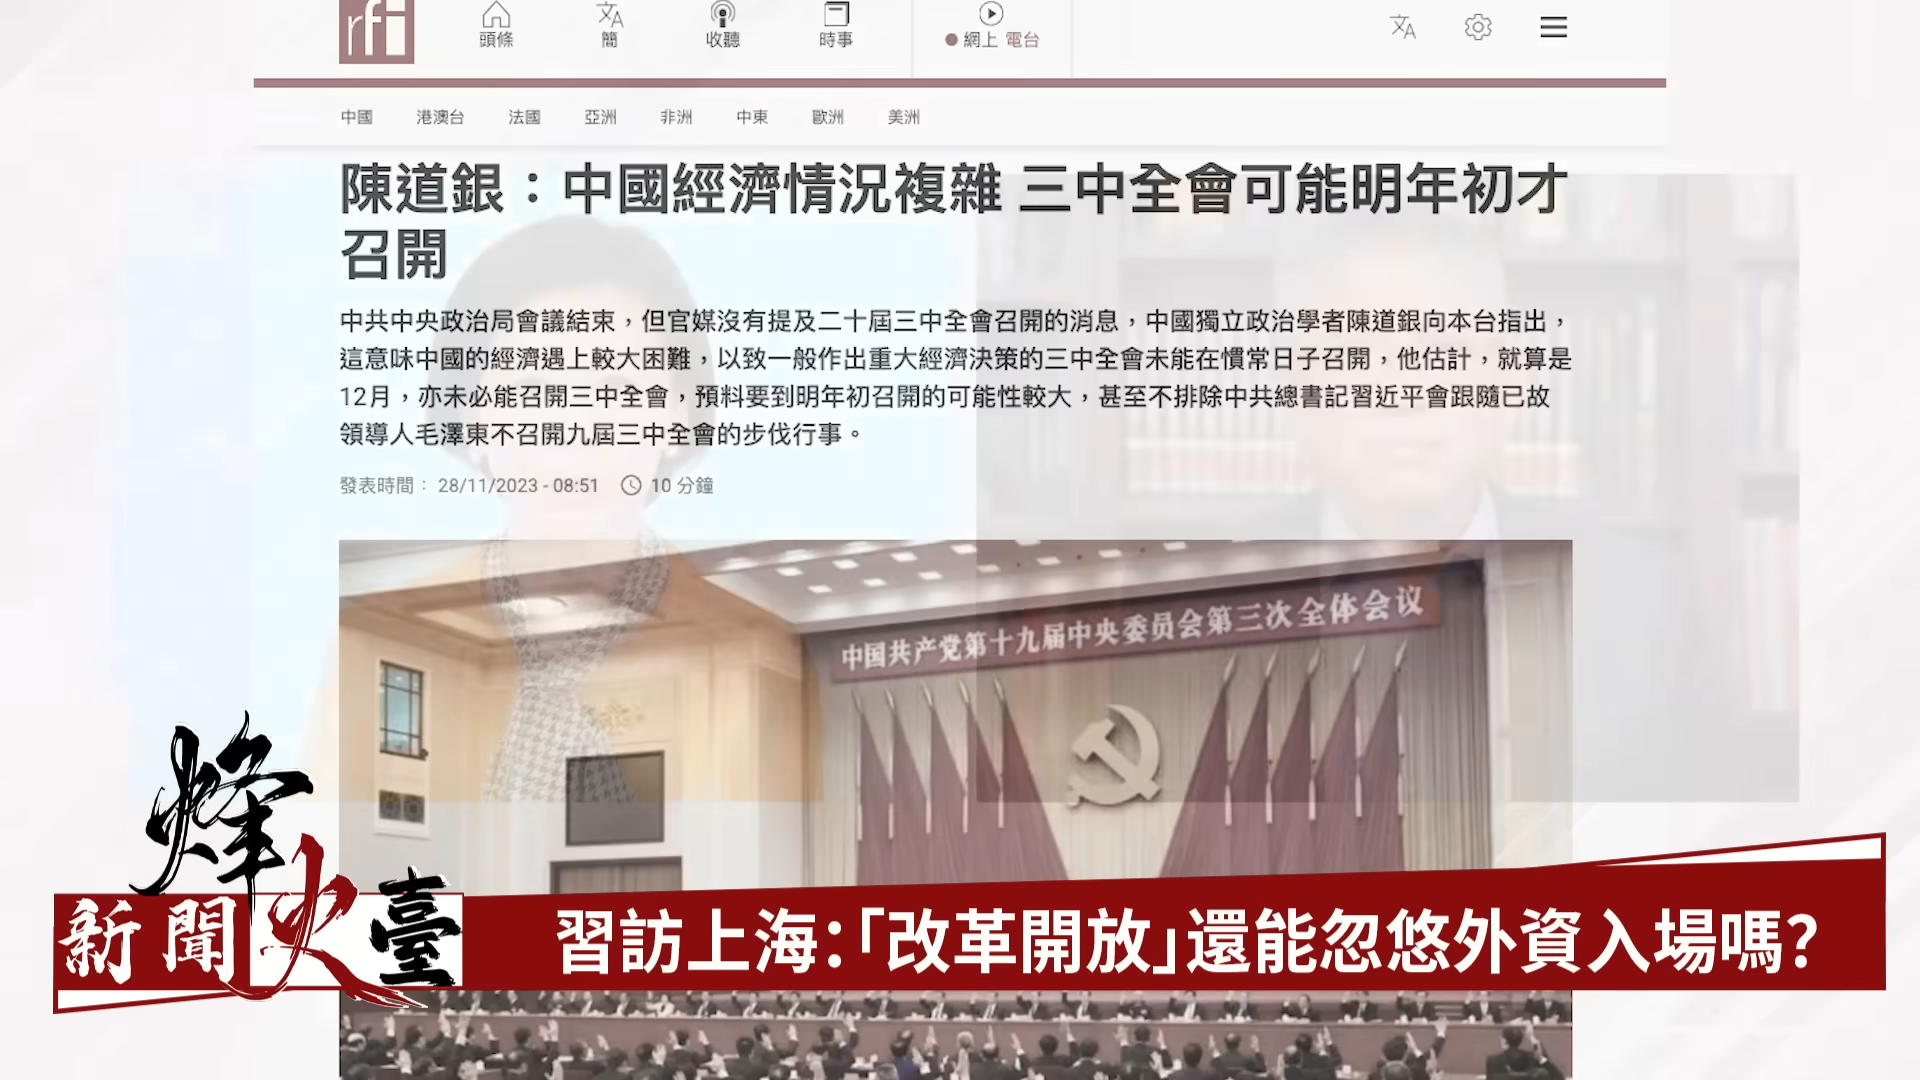 rfi
頭條
簡
收聽
時事
網上 電台
中國 港澳台 法國 亞洲 非洲 中東 歐洲 美洲
陳道銀：中國經濟情況複雜 三中全會可能明年初才
召開
中共中央政治局會議結束，但官媒沒有提及二十屆三中全會召開的消息，中國獨立政治學者陳道銀向本台指出，
這意味中國的經濟遇上較大困難，以致一般作出重大經濟決策的三中全會未能在慣常日子召開，他估計，就算是
12月，亦未必能召開三中全會，預料要到明年初召開的可能性較大，甚至不排除中共總書記習近平會跟隨已故
領導人毛澤東不召開九屆三中全會的步伐行事。
發表時間： 28/11/2023 - 08:51 10 分鐘
中国共产党第十九届中央委员会第三次全体会议
新聞烽火臺
習訪上海：「改革開放」還能忽悠外資入場嗎？